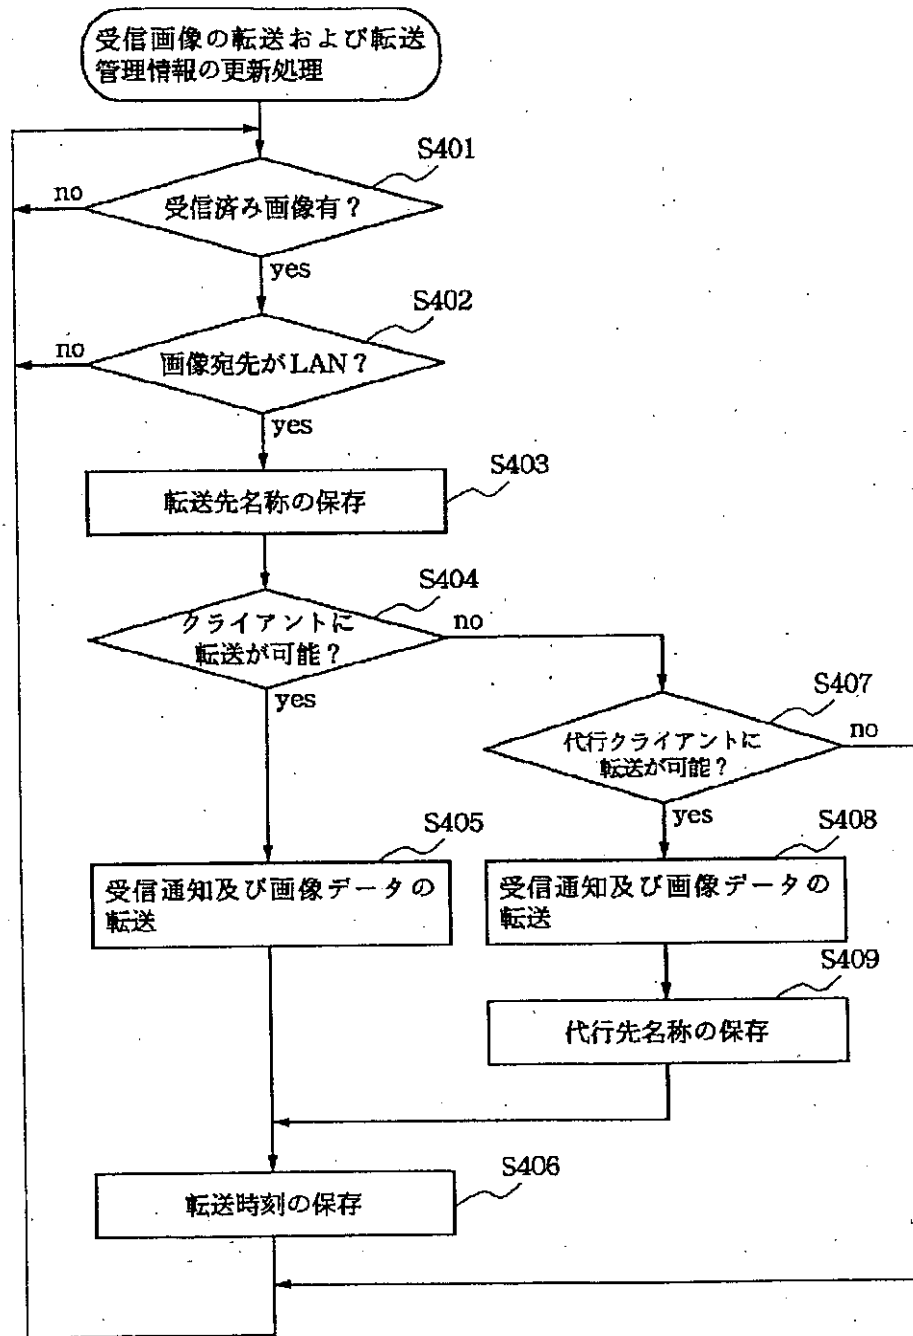 受信画像の転送および転送
管理情報の更新処理
S401
no
受信済み画像有？
yes
S402
no
画像宛先がLAN？
yes
S403
転送先名称の保存
S404
クライアントに
転送が可能？
no
yes
S407
代行クライアントに
転送が可能？
no
yes
S405
受信通知及び画像データの
転送
S408
受信通知及び画像データの
転送
S409
代行先名称の保存
S406
転送時刻の保存